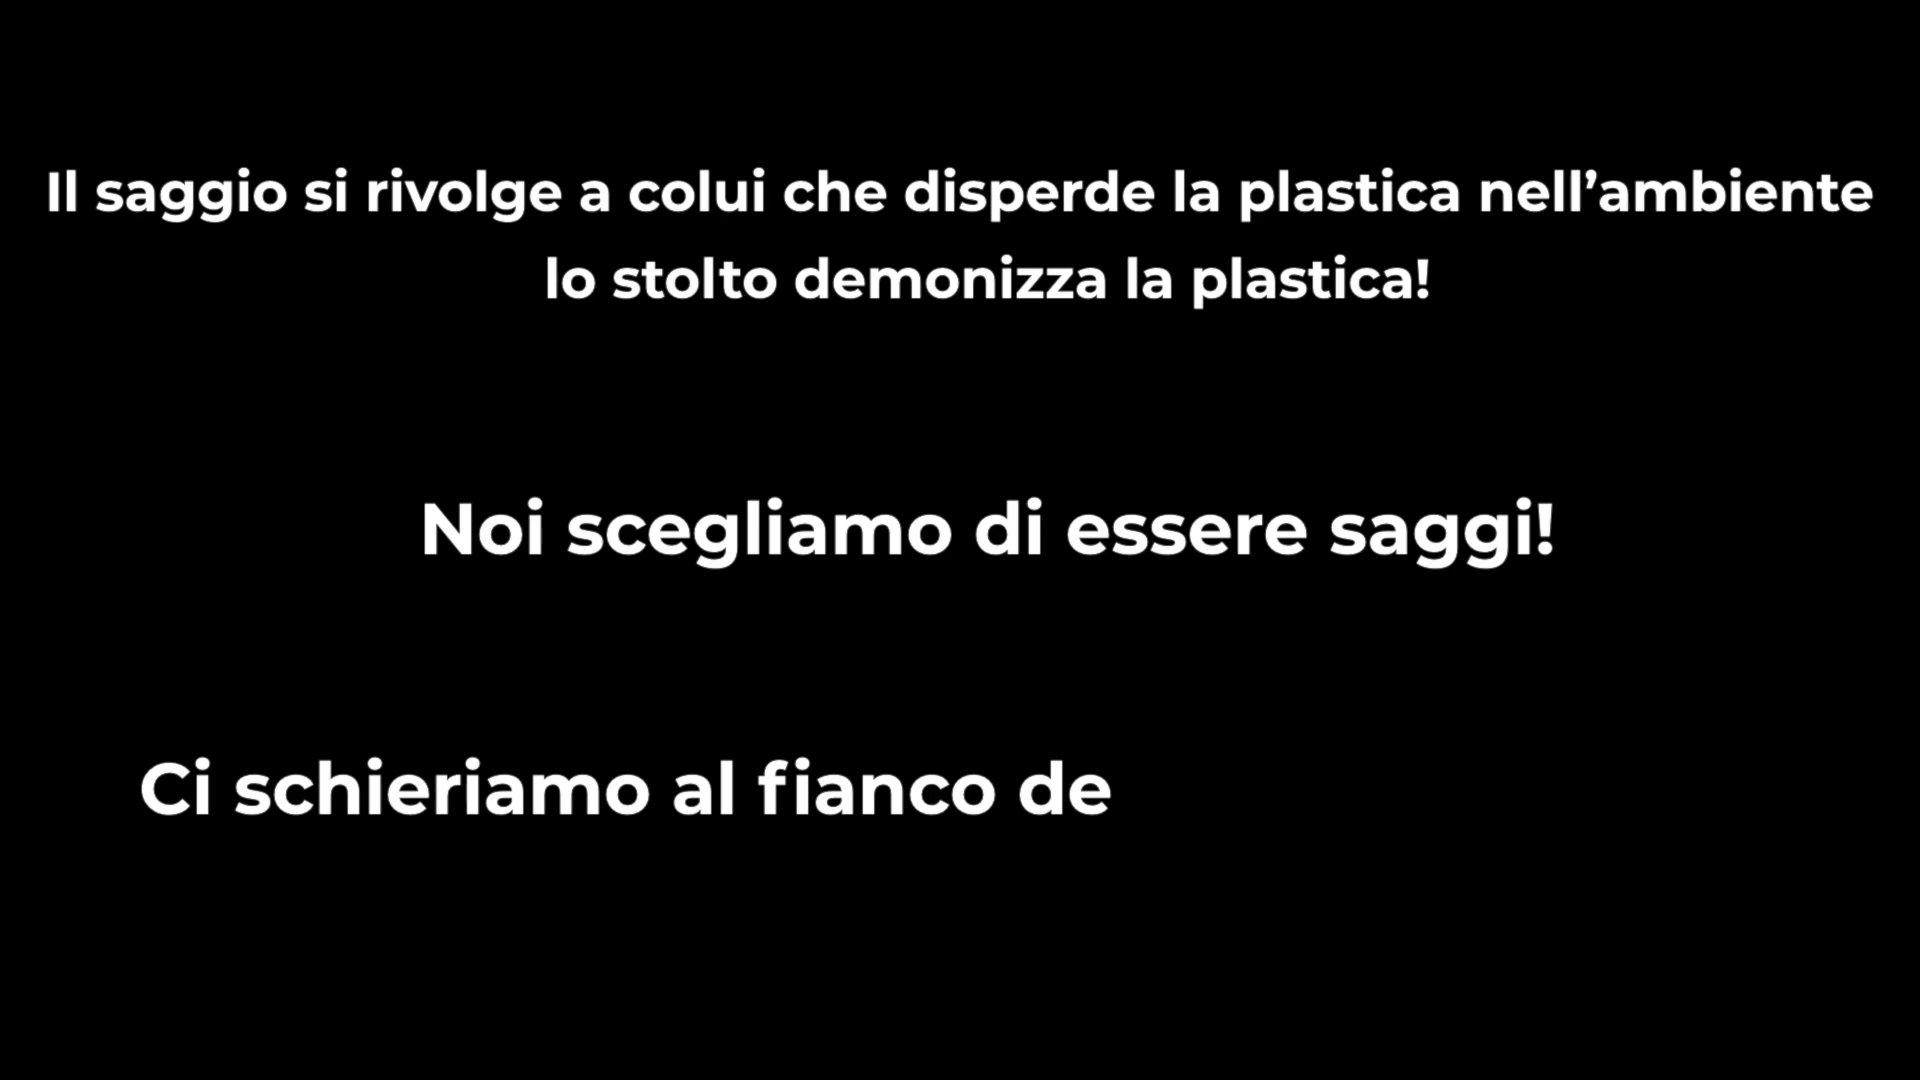 Il saggio si rivolge a colui che disperde la plastica nell’ambiente
lo stolto demonizza la plastica!
Noi scegliamo di essere saggi!
Ci schieriamo al fianco de